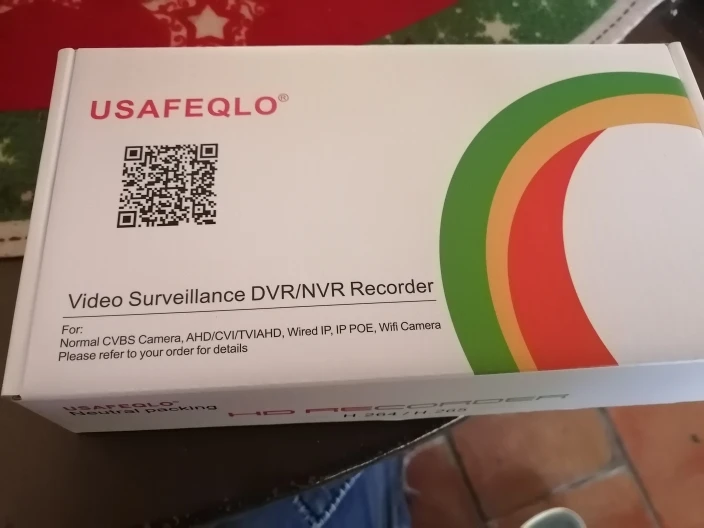 USAFEQLO®
Video Surveillance DVR/NVR Recorder
For:
Normal CVBS Camera, AHD/CVI/TVIAHD, Wired IP, IP POE, Wifi Camera
Please refer to your order for details
USAFEQLO™
Neutral packing
HD RECORDER
H.264 / H.265